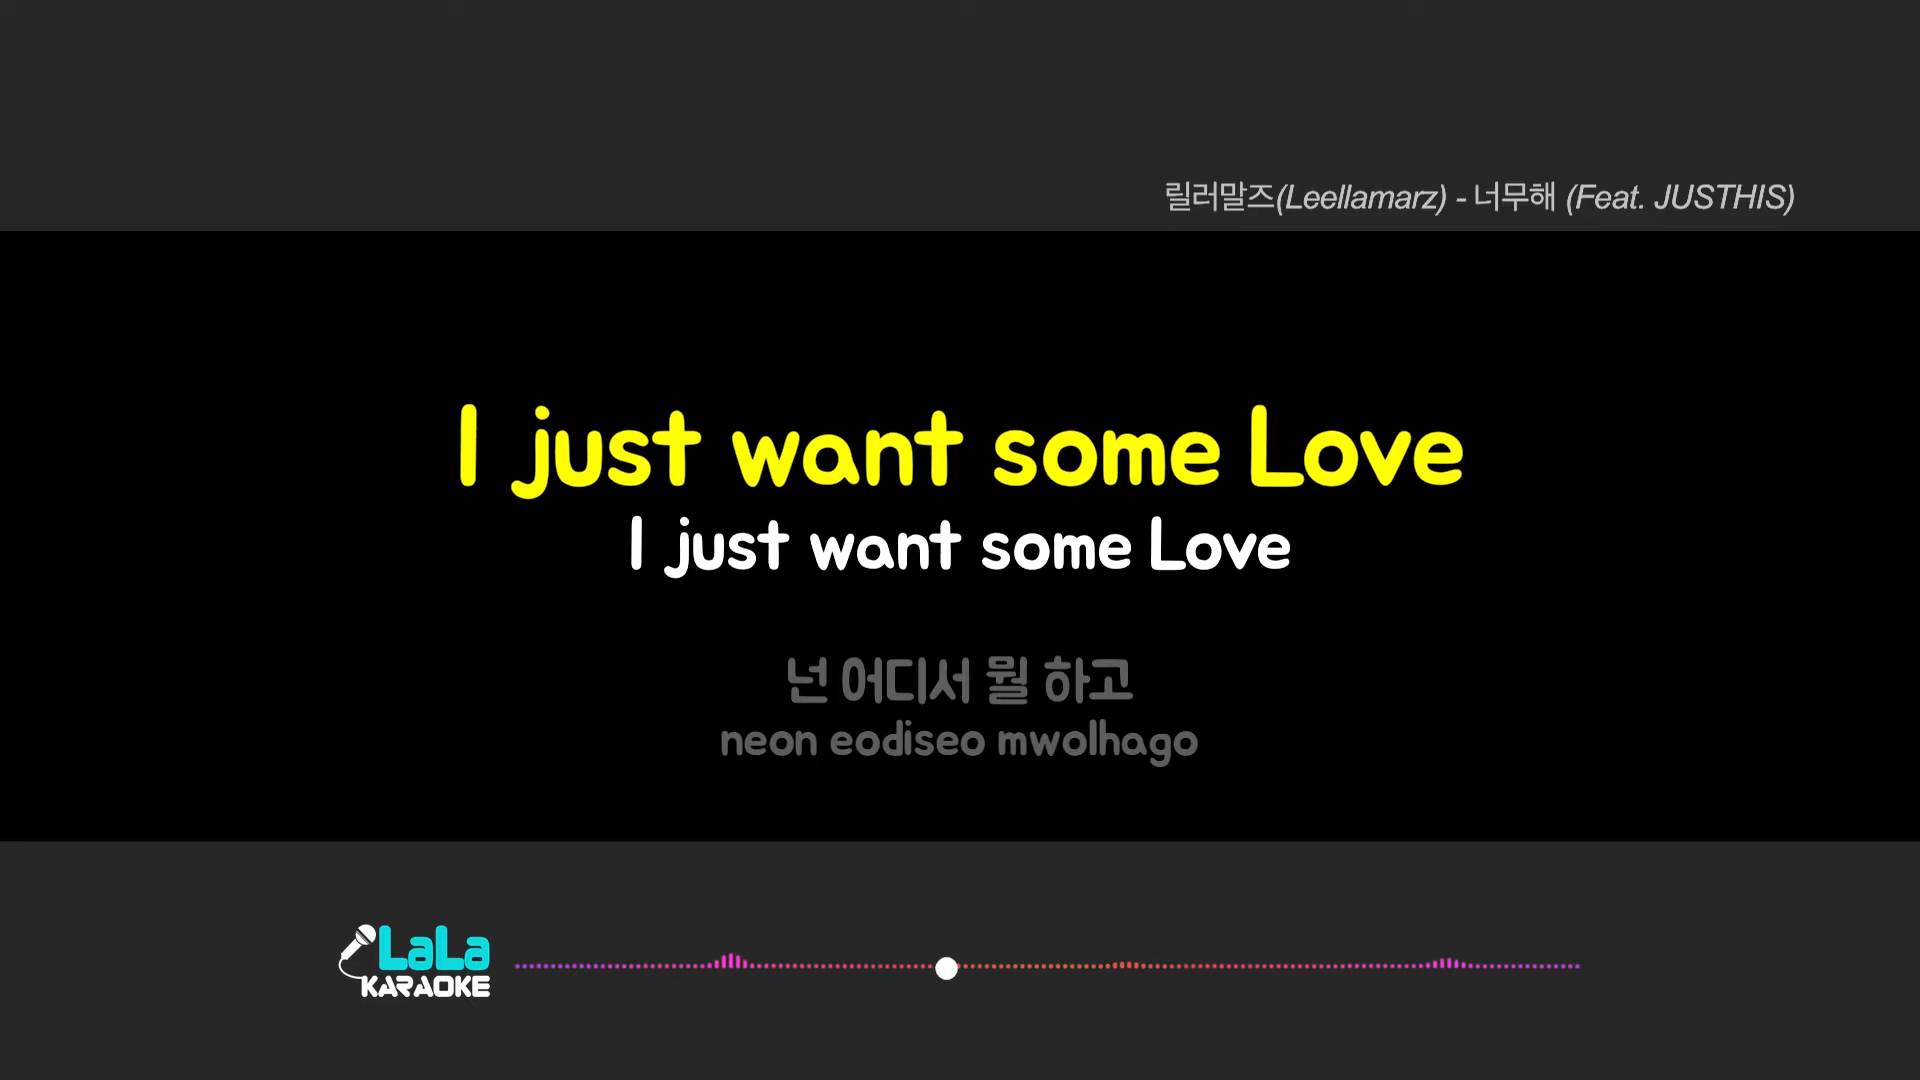 릴러말즈(Leellamarz) - 너무해 (Feat. JUSTHIS)
I just want some Love
I just want some Love
넌 어디서 뭘 하고
neon eodiseo mwolhago
LaLa
KARAOKE